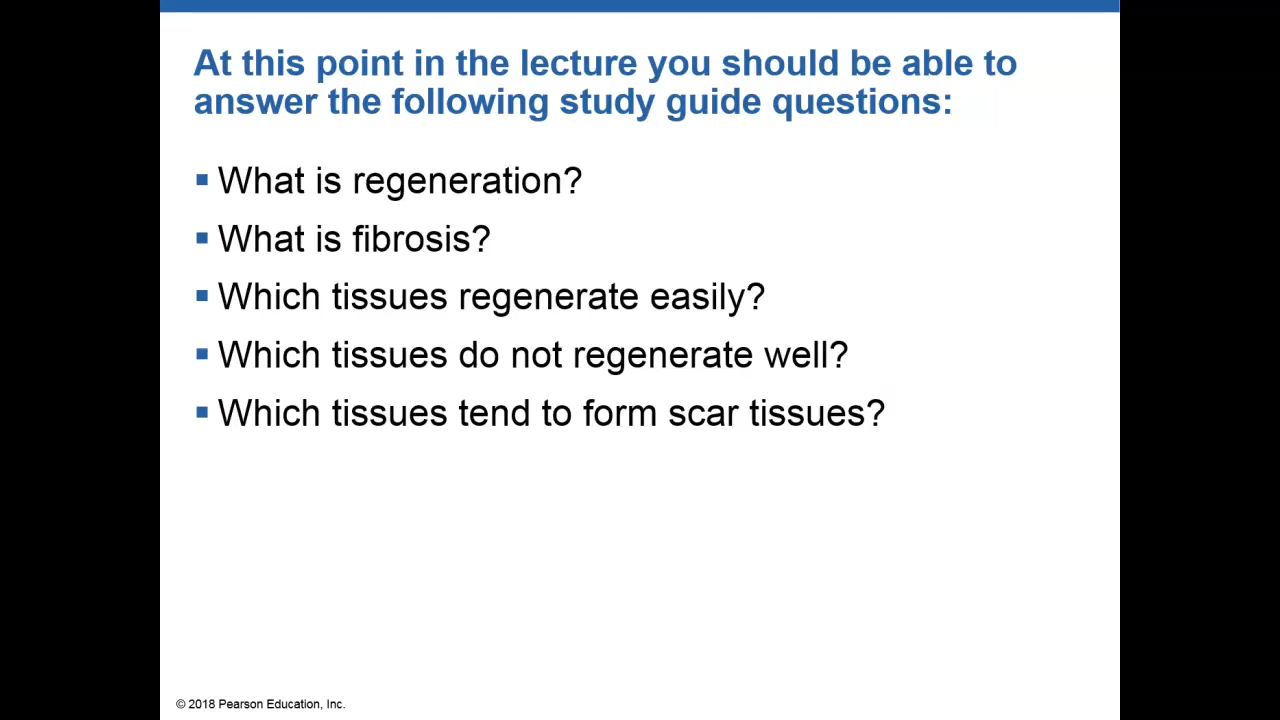 At this point in the lecture you should be able to
answer the following study guide questions:
▪ What is regeneration?
▪ What is fibrosis?
▪ Which tissues regenerate easily?
▪ Which tissues do not regenerate well?
▪ Which tissues tend to form scar tissues?
© 2018 Pearson Education, Inc.